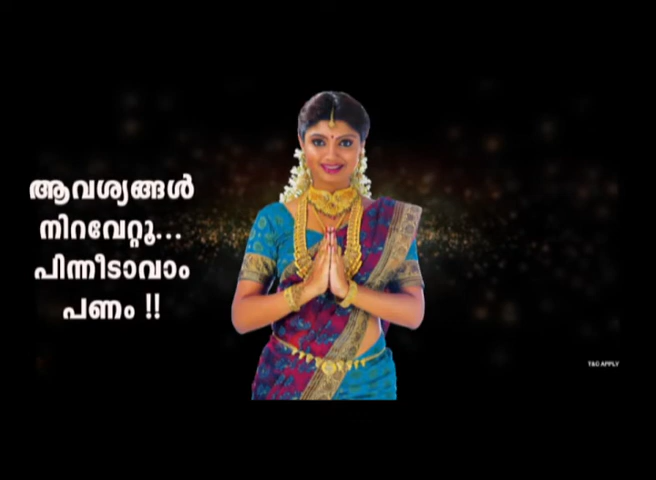 ആവശ്യങ്ങൾ
നിറവേറ്റൂ...
പിന്നീടാവാം
പണം !!
T&C APPLY